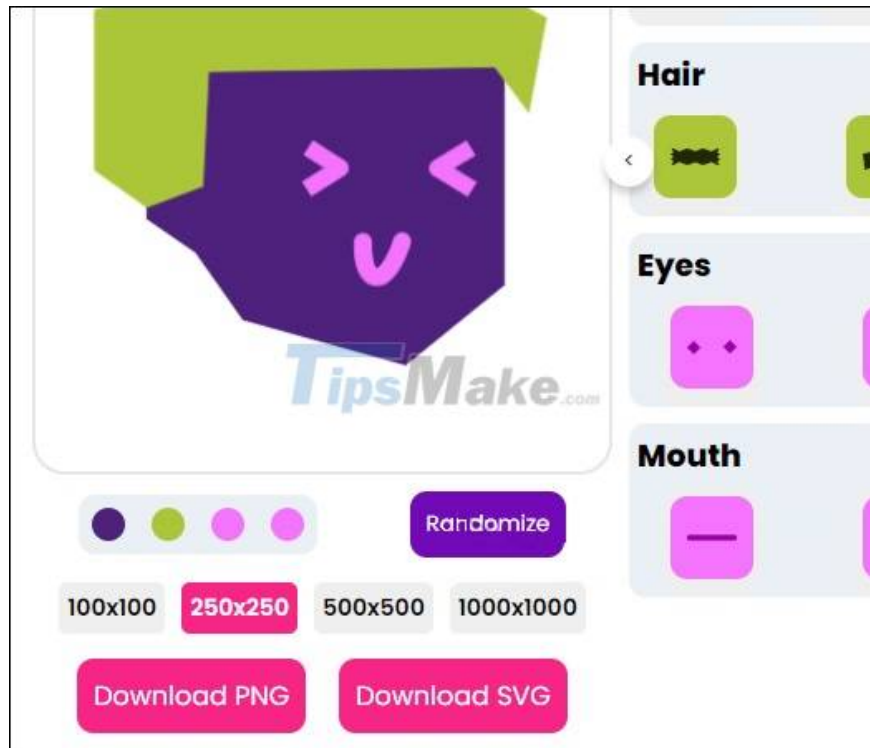 Hair
Eyes
TipsMake.com
Mouth
Randomize
100x100 250x250 500x500 1000x1000
Download PNG Download SVG